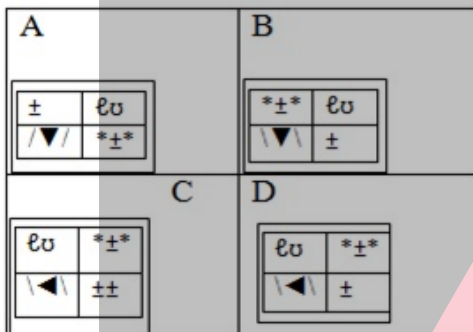 A B
± ℓʊ *±* ℓʊ
/▼/ *±* \▼\ ±
C D
ℓʊ *±* ℓʊ *±*
\◄\ ±± \◄\ ±